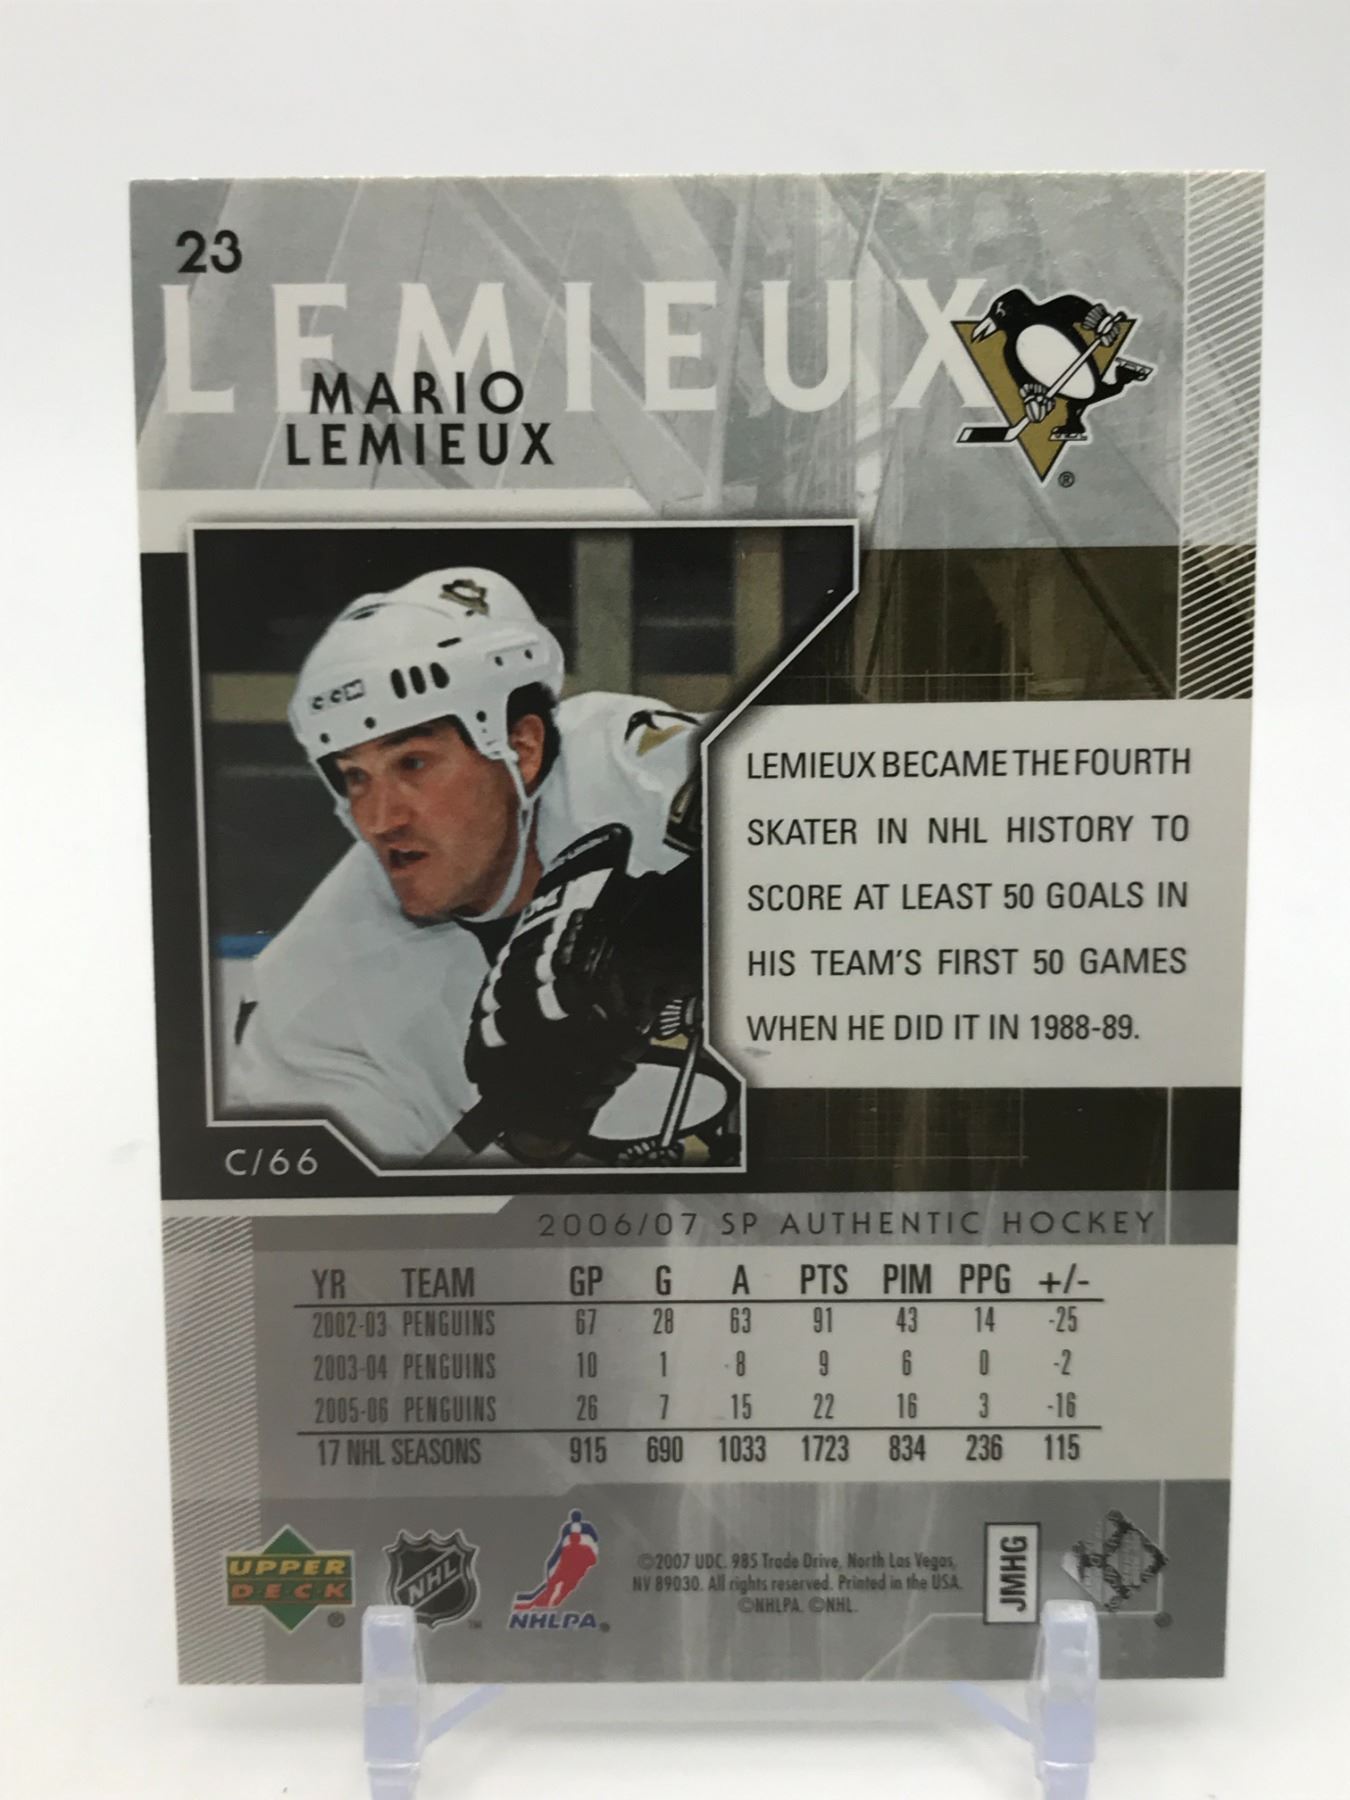 23
LEMIEUX
MARIO
LEMIEUX
®
CCM
LEMIEUX BECAME THE FOURTH
SKATER IN NHL HISTORY TO
SCORE AT LEAST 50 GOALS IN
HIS TEAM'S FIRST 50 GAMES
WHEN HE DID IT IN 1988-89.
C/66
2006/07 SP AUTHENTIC HOCKEY
YR TEAM GP G A PTS PIM PPG +/-
2002-03 PENGUINS 67 28 63 91 43 14 -25
2003-04 PENGUINS 10 1 8 9 6 0 -2
2005-06 PENGUINS 26 7 15 22 16 3 -16
17 NHL SEASONS 915 690 1033 1723 834 236 115
UPPER
DECK ®
NHL ™
NHLPA®
©2007 UDC. 985 Trade Drive, North Las Vegas,
NV 89030. All rights reserved. Printed in the USA.
©NHLPA. ©NHL.
JMHG
®